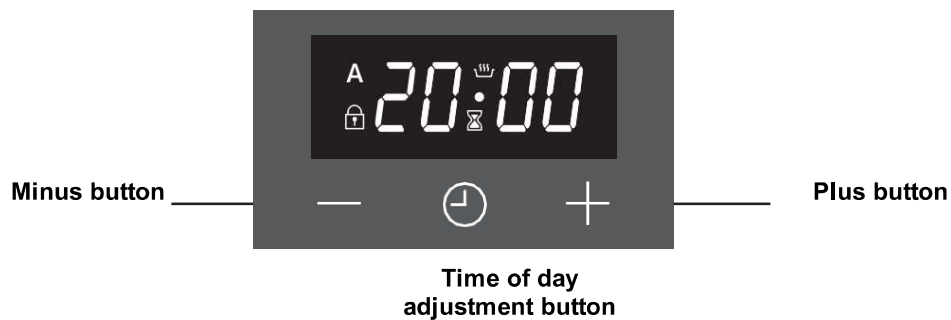 A
20:00
Minus button
Plus button
Time of day
adjustment button